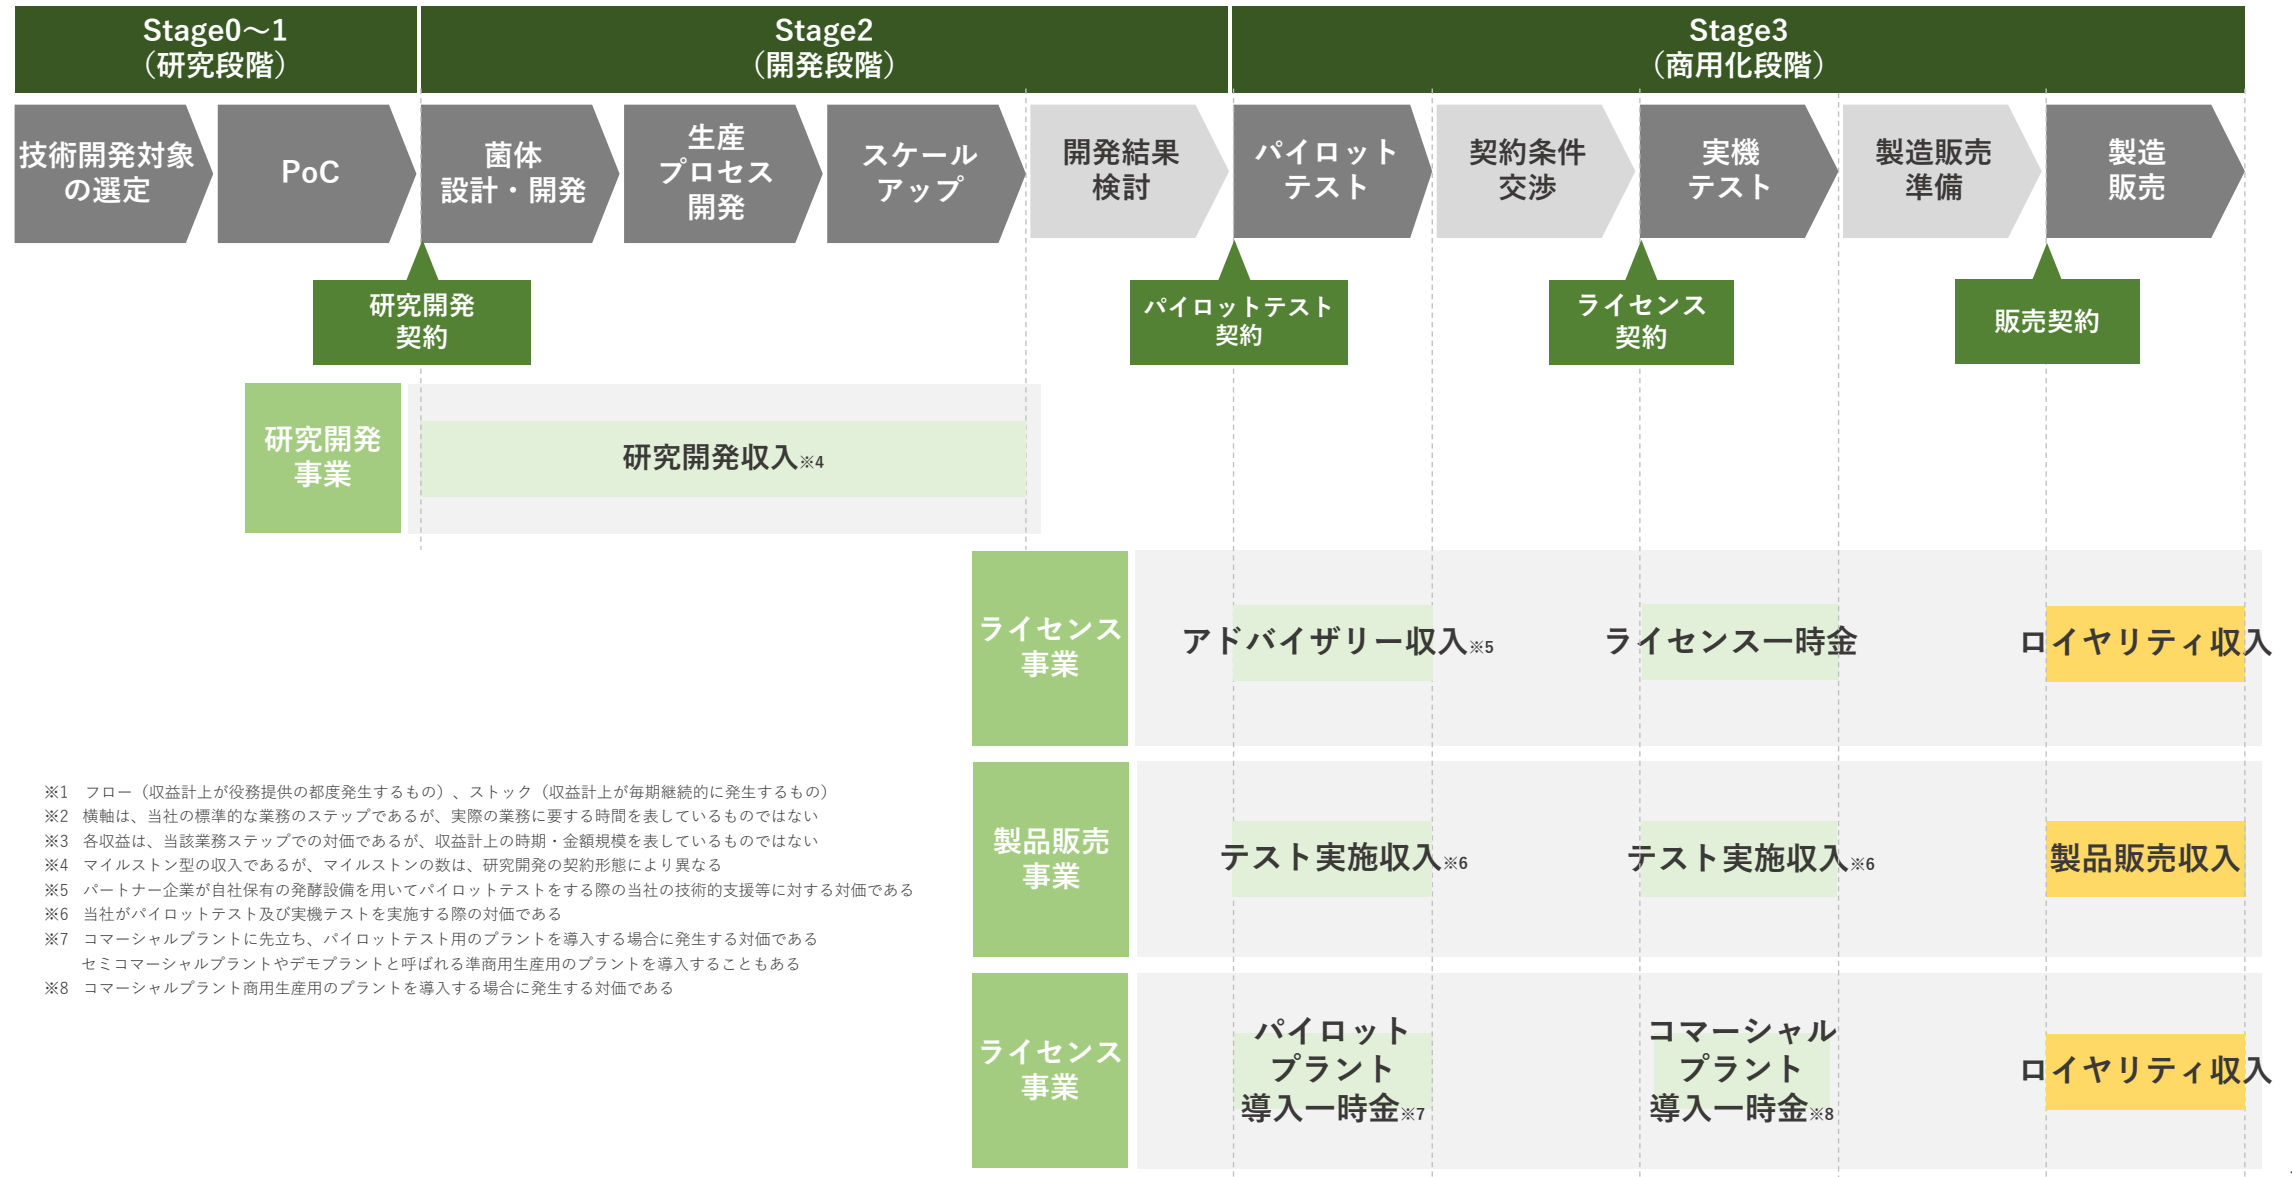 Stage0～1
（研究段階）
Stage2
（開発段階）
Stage3
（商用化段階）
技術開発対象
の選定
PoC
菌体
設計・開発
生産
プロセス
開発
スケール
アップ
開発結果
検討
パイロット
テスト
契約条件
交渉
実機
テスト
製造販売
準備
製造
販売
研究開発
契約
パイロットテスト
契約
ライセンス
契約
販売契約
研究開発
事業
研究開発収入※4
ライセンス
事業
アドバイザリー収入※5
ライセンス一時金
ロイヤリティ収入
製品販売
事業
テスト実施収入※6
テスト実施収入※6
製品販売収入
ライセンス
事業
パイロット
プラント
導入一時金※7
コマーシャル
プラント
導入一時金※8
ロイヤリティ収入
※1　フロー（収益計上が役務提供の都度発生するもの）、ストック（収益計上が毎期継続的に発生するもの）
※2　横軸は、当社の標準的な業務のステップであるが、実際の業務に要する時間を表しているものではない
※3　各収益は、当該業務ステップでの対価であるが、収益計上の時期・金額規模を表しているものではない
※4　マイルストン型の収入であるが、マイルストンの数は、研究開発の契約形態により異なる
※5　パートナー企業が自社保有の発酵設備を用いてパイロットテストをする際の当社の技術的支援等に対する対価である
※6　当社がパイロットテスト及び実機テストを実施する際の対価である
※7　コマーシャルプラントに先立ち、パイロットテスト用のプラントを導入する場合に発生する対価である
セミコマーシャルプラントやデモプラントと呼ばれる準商用生産用のプラントを導入することもある
※8　コマーシャルプラント商用生産用のプラントを導入する場合に発生する対価である